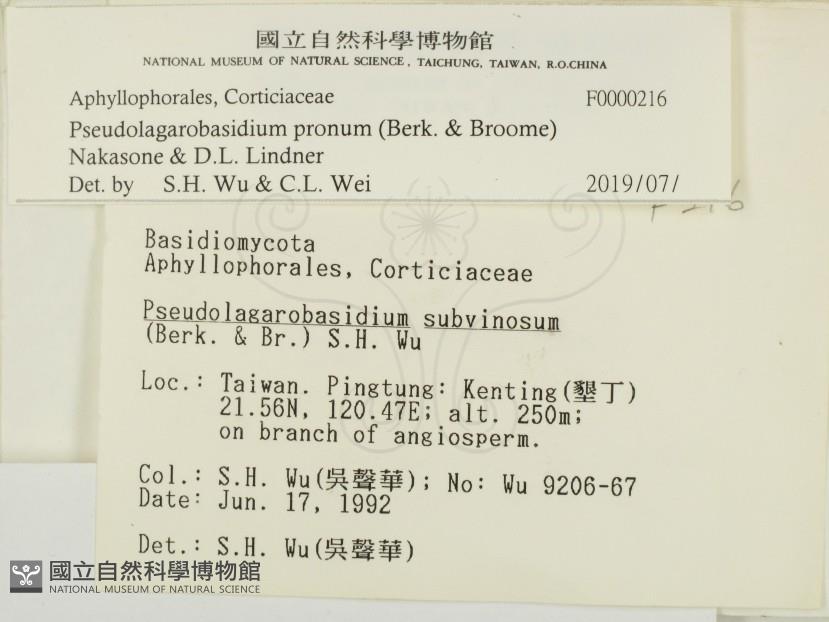 國立自然科學博物館
NATIONAL MUSEUM OF NATURAL SCIENCE, TAICHUNG, TAIWAN, R.O.CHINA
Aphyllophorales, Corticiaceae F0000216
Pseudolagarobasidium pronum (Berk. & Broome)
Nakasone & D.L. Lindner
Det. by S.H. Wu & C.L. Wei 2019/07/
Basidiomycota
Aphyllophorales, Corticiaceae
Pseudolagarobasidium subvinosum
(Berk. & Br.) S.H. Wu
Loc.: Taiwan. Pingtung: Kenting(墾丁)
21.56N, 120.47E; alt. 250m;
on branch of angiosperm.
Col.: S.H. Wu(吳聲華); No: Wu 9206-67
Date: Jun. 17, 1992
Det.: S.H. Wu(吳聲華)
國立自然科學博物館
NATIONAL MUSEUM OF NATURAL SCIENCE